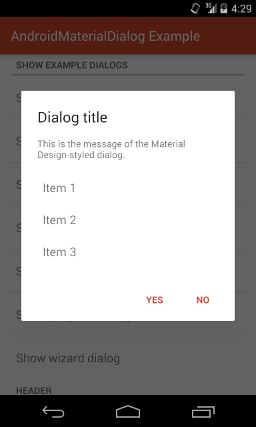 3G
4:29
AndroidMaterialDialog Example
SHOW EXAMPLE DIALOGS
Dialog title
This is the message of the Material
Design-styled dialog.
Item 1
Item 2
Item 3
YES
NO
Show wizard dialog
HEADER